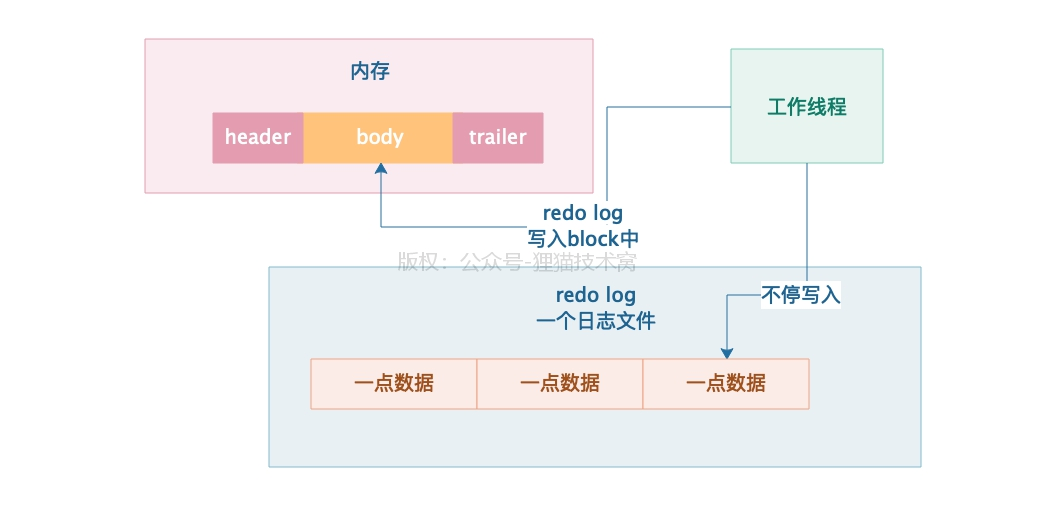 内存
工作线程
header
body
trailer
redo log
写入block中
版权：公众号-狸猫技术窝
redo log
一个日志文件
不停写入
一点数据
一点数据
一点数据